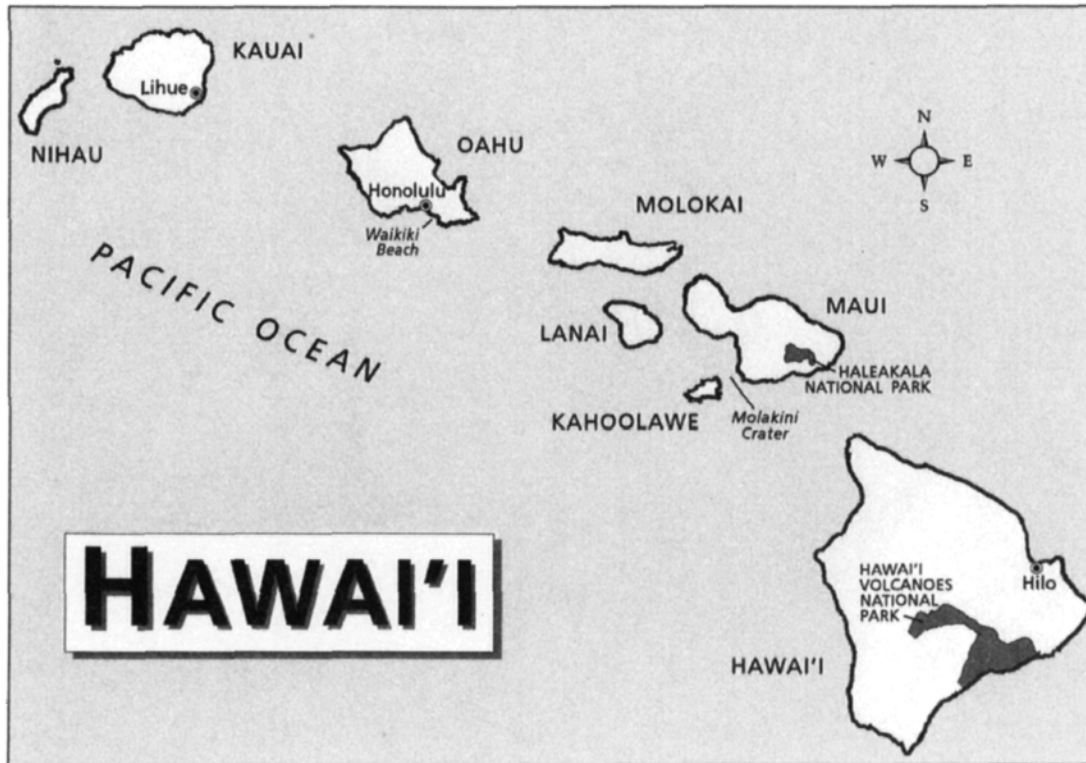 KAUAI
Lihue
NIHAU
OAHU
Honolulu
Waikiki
Beach
N
W E
S
MOLOKAI
PACIFIC OCEAN
MAUI
LANAI
HALEAKALA
NATIONAL PARK
KAHOOLAWE
Molakini
Crater
HAWAI'I
HAWAI'I
VOLCANOES
NATIONAL
PARK
Hilo
HAWAI'I